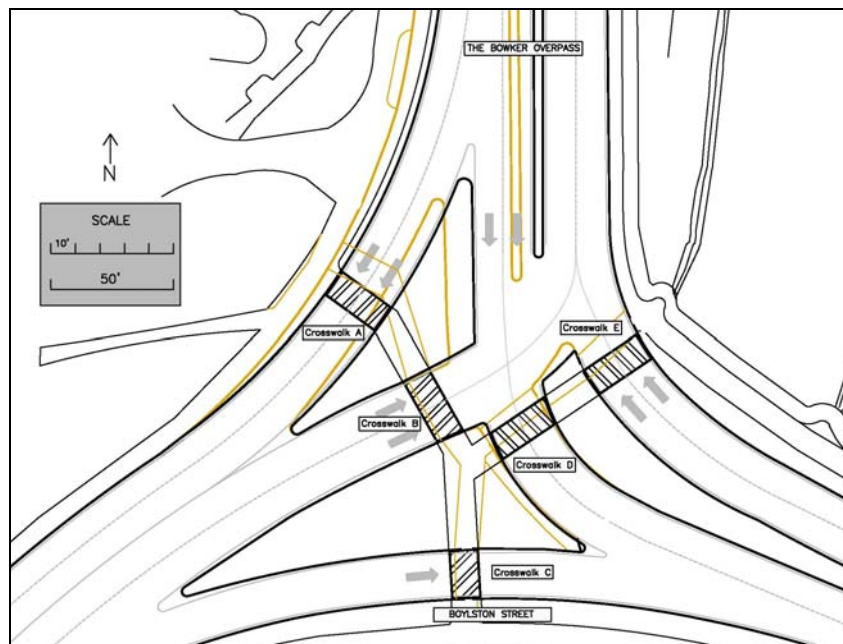 THE BOWKER OVERPASS
N
SCALE
10'
50'
Crosswalk E
Crosswalk A
Crosswalk B
Crosswalk D
Crosswalk C
BOYLSTON STREET